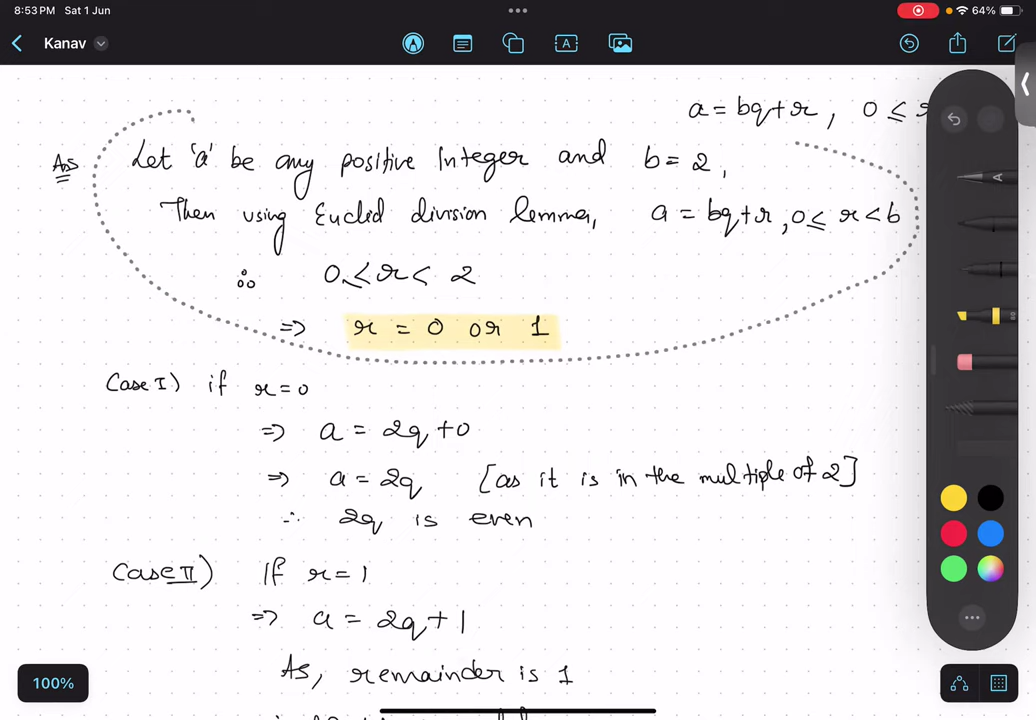 8:53 PM Sat 1 Jun
64%
Kanav
a = bq + r, 0 ≤
As Let 'a' be any positive Integer and b = 2,
Then using Euclid division lemma, a = bq + r, 0 ≤ r < b
∴ 0 ≤ r < 2
=> r = 0 or 1
Case I) if r = 0
=> a = 2q + 0
=> a = 2q [as it is in the multiple of 2]
∴ 2q is even
Case II) If r = 1
=> a = 2q + 1
As, remainder is 1
100%